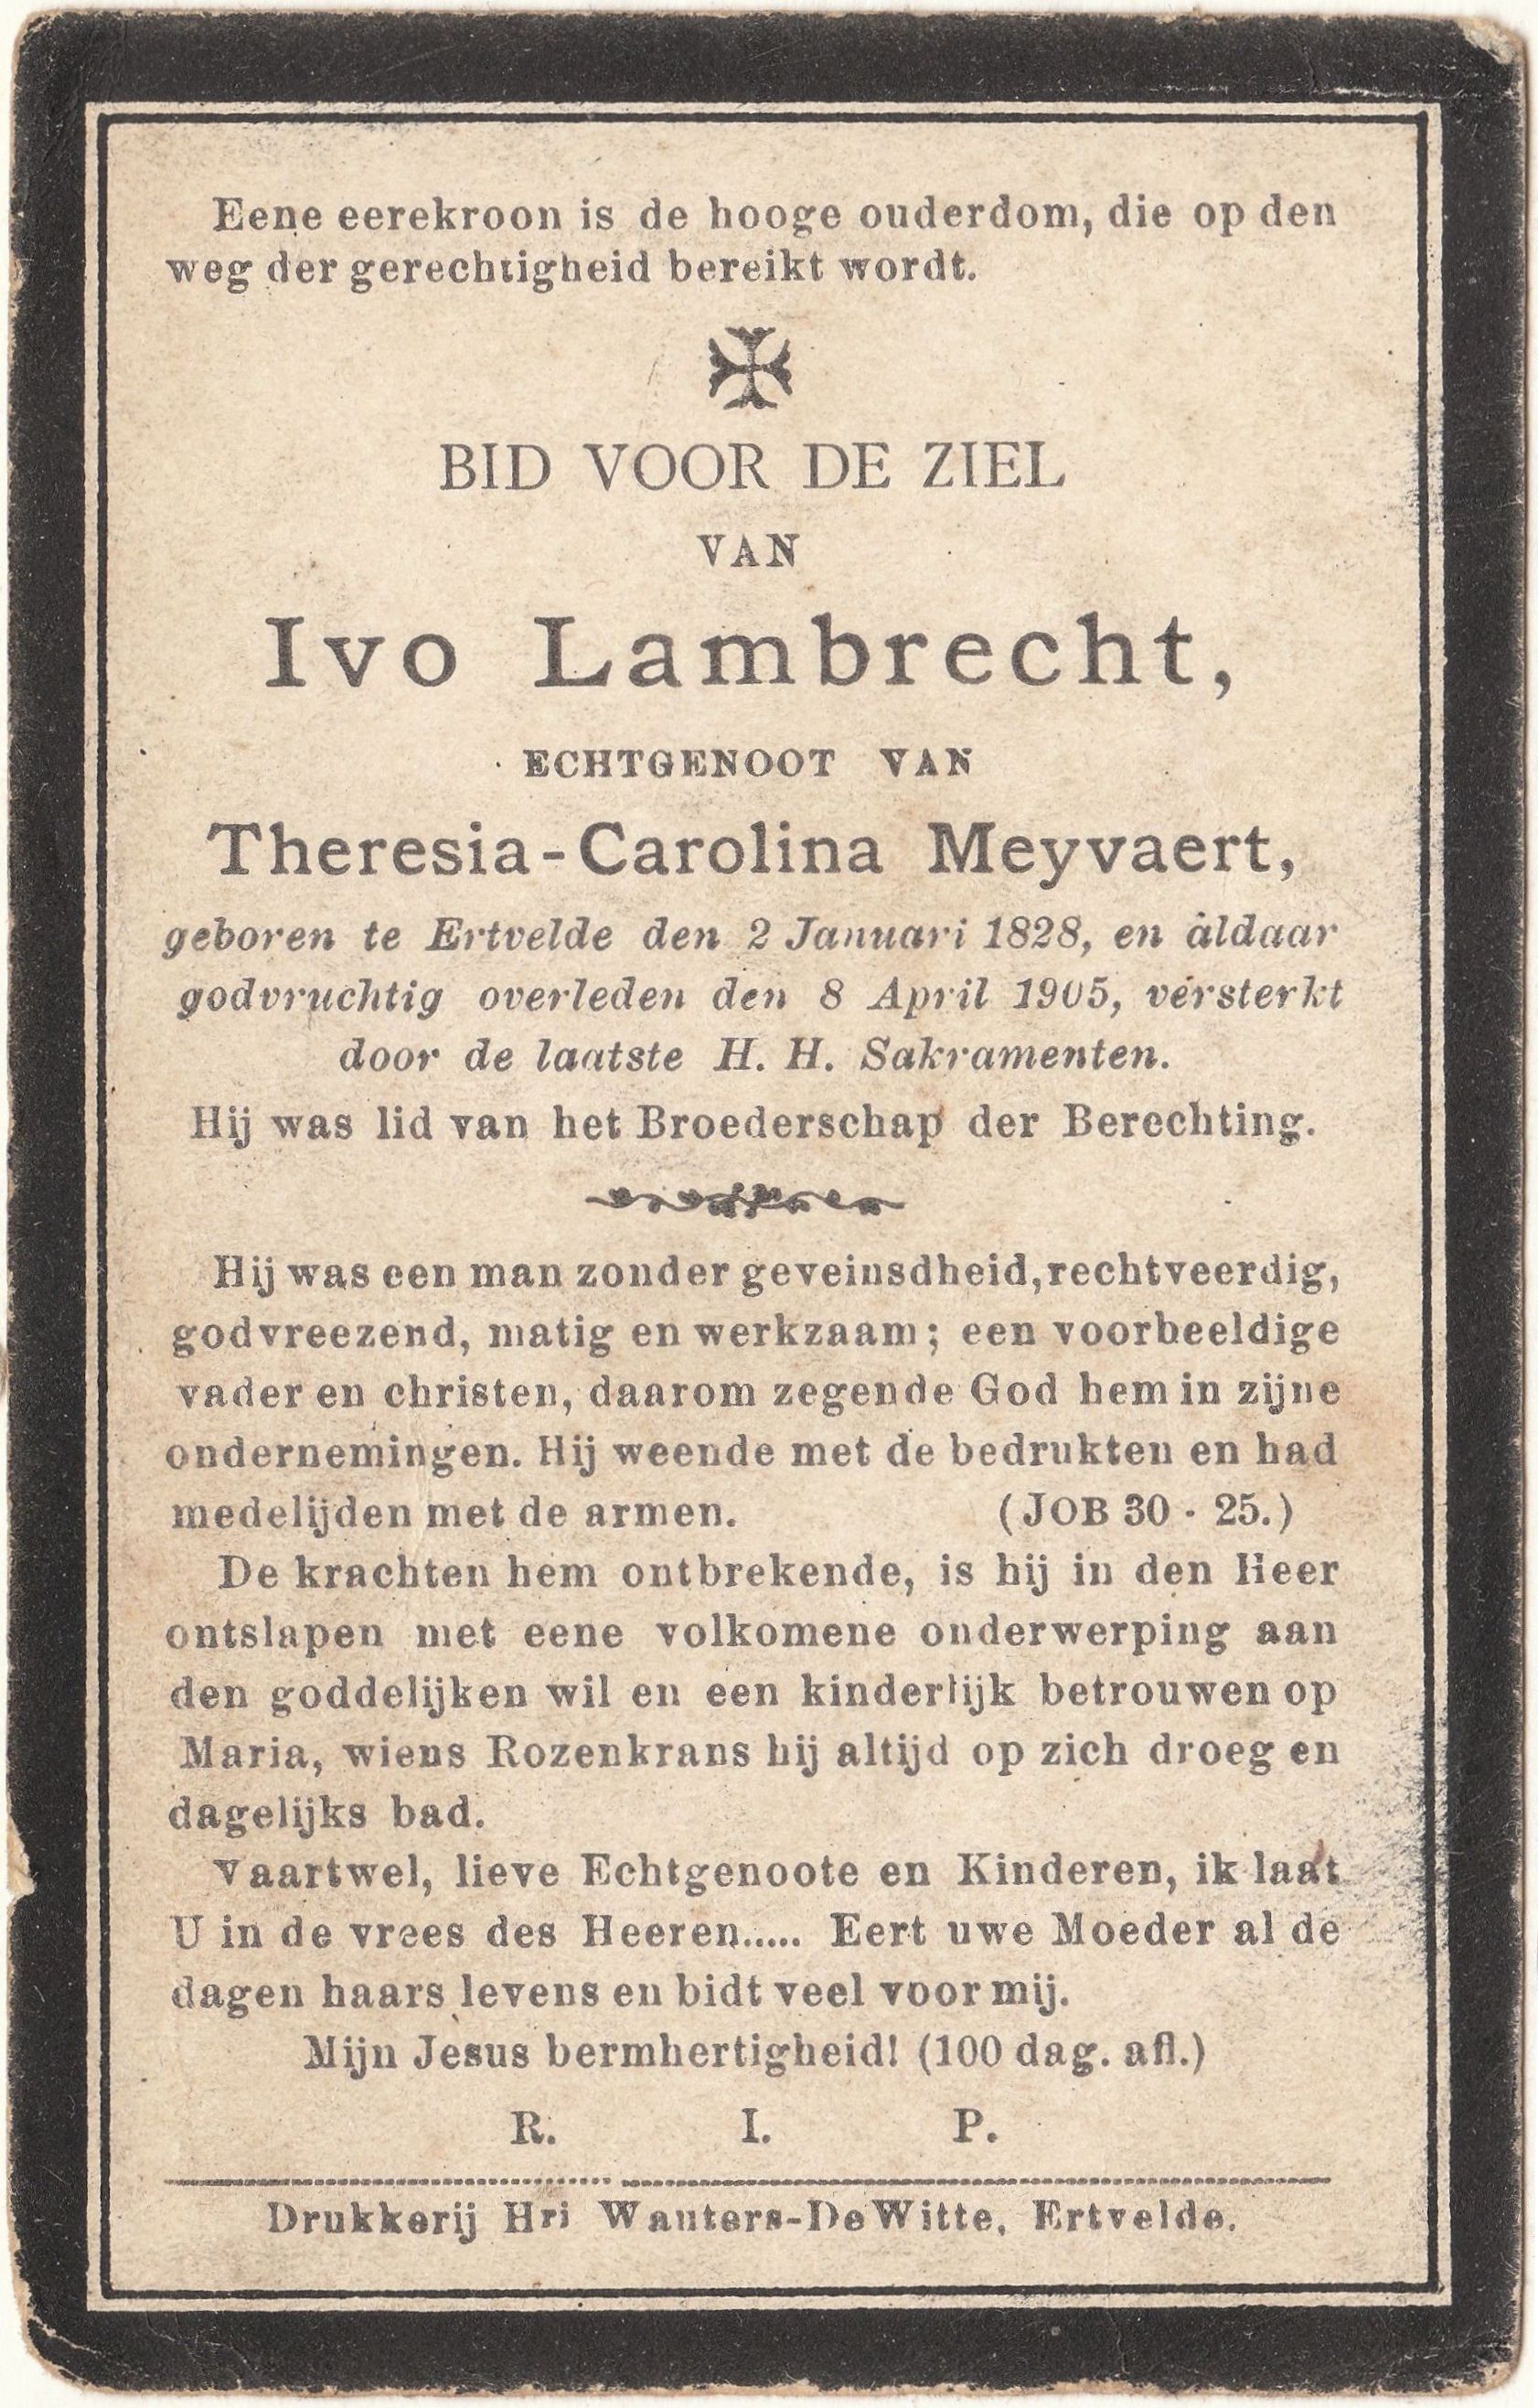 Eene eerekroon is de hooge ouderdom, die op den
weg der gerechtigheid bereikt wordt.
BID VOOR DE ZIEL
VAN
Ivo Lambrecht,
ECHTGENOOT VAN
Theresia-Carolina Meyvaert,
geboren te Ertvelde den 2 Januari 1828, en aldaar
godvruchtig overleden den 8 April 1905, versterkt
door de laatste H. H. Sakramenten.
Hij was lid van het Broederschap der Berechting.
Hij was een man zonder geveinsdheid, rechtveerdig,
godvreezend, matig en werkzaam; een voorbeeldige
vader en christen, daarom zegende God hem in zijne
ondernemingen. Hij weende met de bedrukten en had
medelijden met de armen. (JOB 30 - 25.)
De krachten hem ontbrekende, is hij in den Heer
ontslapen met eene volkomene onderwerping aan
den goddelijken wil en een kinderlijk betrouwen op
Maria, wiens Rozenkrans hij altijd op zich droeg en
dagelijks bad.
Vaartwel, lieve Echtgenoote en Kinderen, ik laat
U in de vrees des Heeren..... Eert uwe Moeder al de
dagen haars levens en bidt veel voor mij.
Mijn Jesus bermhertigheid! (100 dag. afl.)
R. I. P.
Drukkerij Hri Wauters-De Witte, Ertvelde.